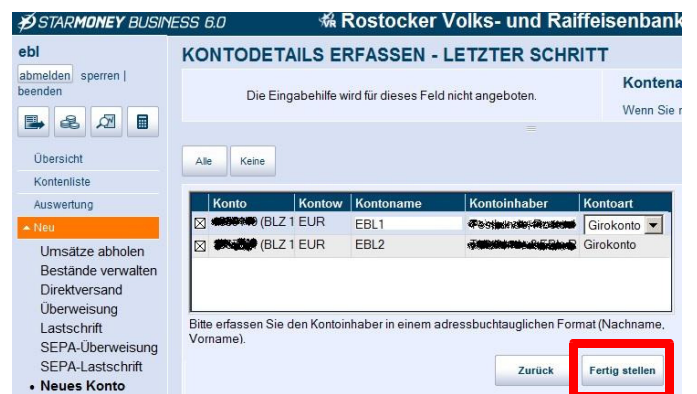 STARMONEY BUSINESS 6.0
Rostocker Volks- und Raiffeisenbank
ebl
abmelden sperren |
beenden
Übersicht
Kontenliste
Auswertung
Neu
Umsätze abholen
Bestände verwalten
Direktversand
Überweisung
Lastschrift
SEPA-Überweisung
SEPA-Lastschrift
• Neues Konto
KONTODETAILS ERFASSEN - LETZTER SCHRITT
Die Eingabehilfe wird für dieses Feld nicht angeboten.
Kontena
Wenn Sie r
Alle Keine
Konto Kontow Kontoname Kontoinhaber Kontoart
(BLZ 1 EUR EBL1 Girokonto
(BLZ 1 EUR EBL2 Girokonto
Bitte erfassen Sie den Kontoinhaber in einem adressbuchtauglichen Format (Nachname,
Vorname).
Zurück Fertig stellen